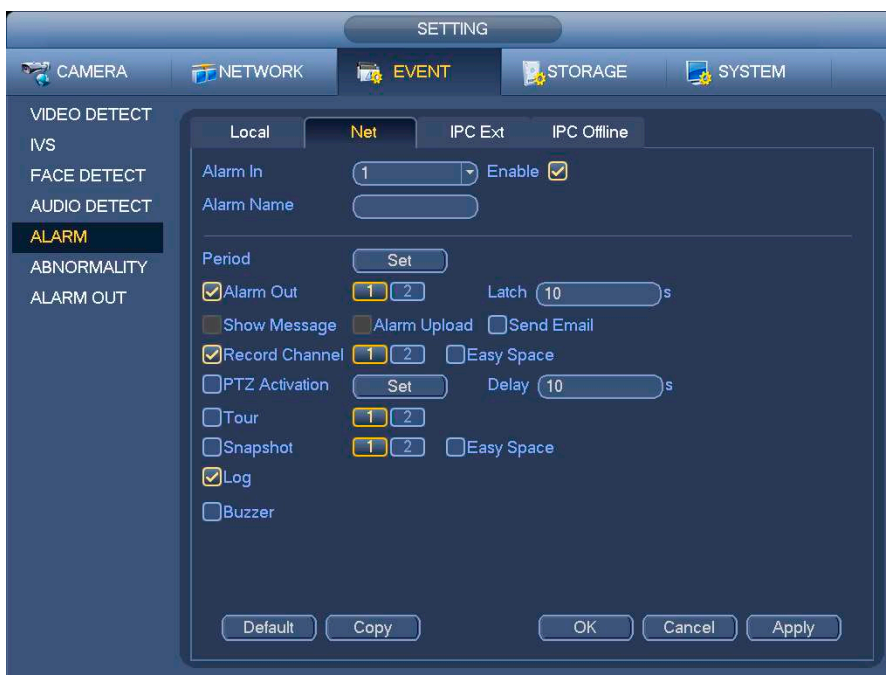 SETTING
CAMERA NETWORK EVENT STORAGE SYSTEM
VIDEO DETECT
IVS
FACE DETECT
AUDIO DETECT
ALARM
ABNORMALITY
ALARM OUT
Local Net IPC Ext IPC Offline
Alarm In 1 Enable
Alarm Name
Period Set
Alarm Out 1 2 Latch 10 s
Show Message Alarm Upload Send Email
Record Channel 1 2 Easy Space
PTZ Activation Set Delay 10 s
Tour 1 2
Snapshot 1 2 Easy Space
Log
Buzzer
Default Copy OK Cancel Apply